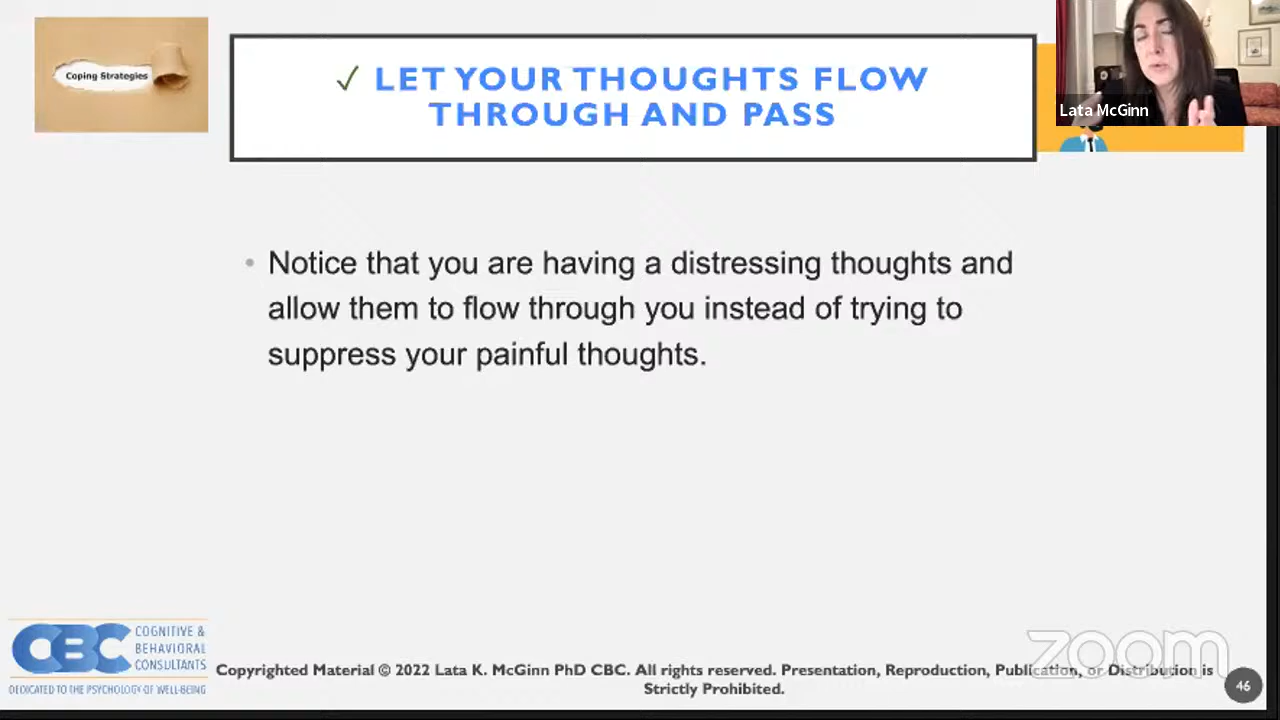 Coping Strategies
✓ LET YOUR THOUGHTS FLOW
THROUGH AND PASS
Lata McGinn
• Notice that you are having a distressing thoughts and
allow them to flow through you instead of trying to
suppress your painful thoughts.
CBC
COGNITIVE &
BEHAVIORAL
CONSULTANTS
DEDICATED TO THE PSYCHOLOGY OF WELL-BEING
Copyrighted Material © 2022 Lata K. McGinn PhD CBC. All rights reserved. Presentation, Reproduction, Publication, or Distribution is
Strictly Prohibited.
zoom
46